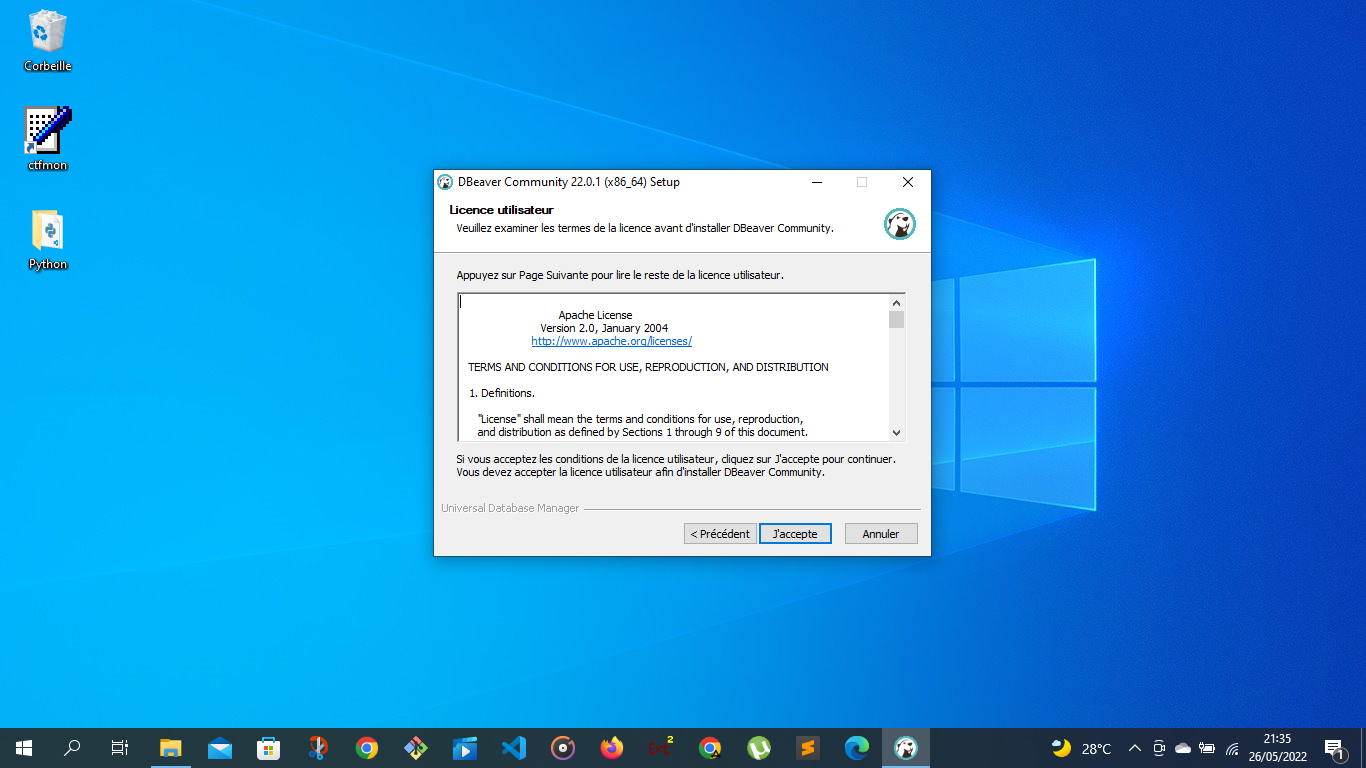 Corbeille
ctfmon
Python
DBeaver Community 22.0.1 (x86_64) Setup
Licence utilisateur
Veuillez examiner les termes de la licence avant d'installer DBeaver Community.
Appuyez sur Page Suivante pour lire le reste de la licence utilisateur.
Apache License
Version 2.0, January 2004
http://www.apache.org/licenses/
TERMS AND CONDITIONS FOR USE, REPRODUCTION, AND DISTRIBUTION
1. Definitions.
"License" shall mean the terms and conditions for use, reproduction,
and distribution as defined by Sections 1 through 9 of this document.
Si vous acceptez les conditions de la licence utilisateur, cliquez sur J'accepte pour continuer.
Vous devez accepter la licence utilisateur afin d'installer DBeaver Community.
Universal Database Manager
< Précédent J'accepte Annuler
28°C
21:35
26/05/2022
1